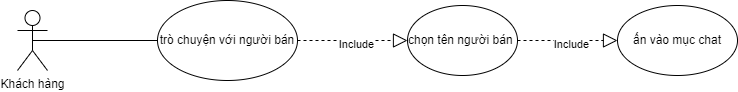 trò chuyện với người bán
Include
chọn tên người bán
Include
ấn vào mục chat
Khách hàng